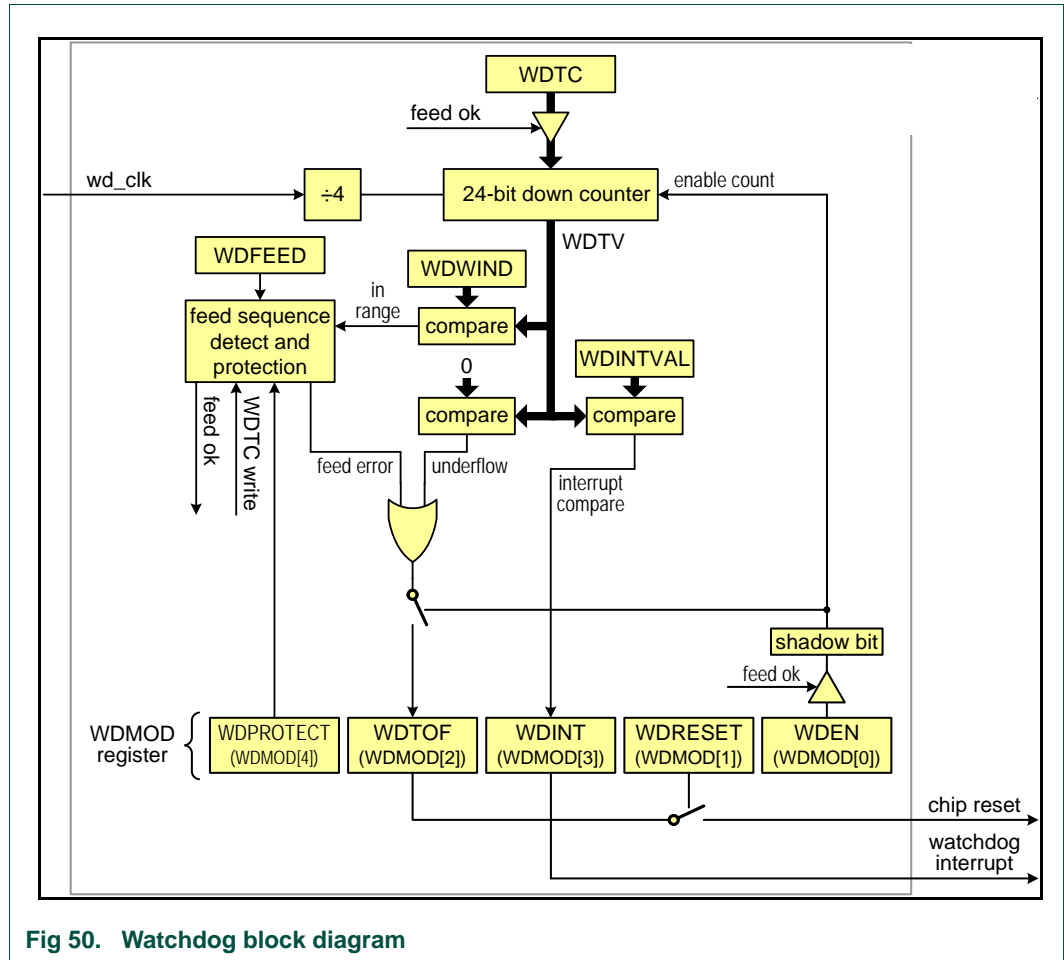 WDTC
feed ok
wd_clk
÷4
24-bit down counter
enable count
WDTV
WDFEED
WDWIND
in
range
compare
feed sequence
detect and
protection
WDINTVAL
0
compare
compare
feed ok
WDTC write
feed error
underflow
interrupt
compare
shadow bit
feed ok
WDMOD
register
WDPROTECT
(WDMOD[4])
WDTOF
(WDMOD[2])
WDINT
(WDMOD[3])
WDRESET
(WDMOD[1])
WDEN
(WDMOD[0])
chip reset
watchdog
interrupt
Fig 50. Watchdog block diagram